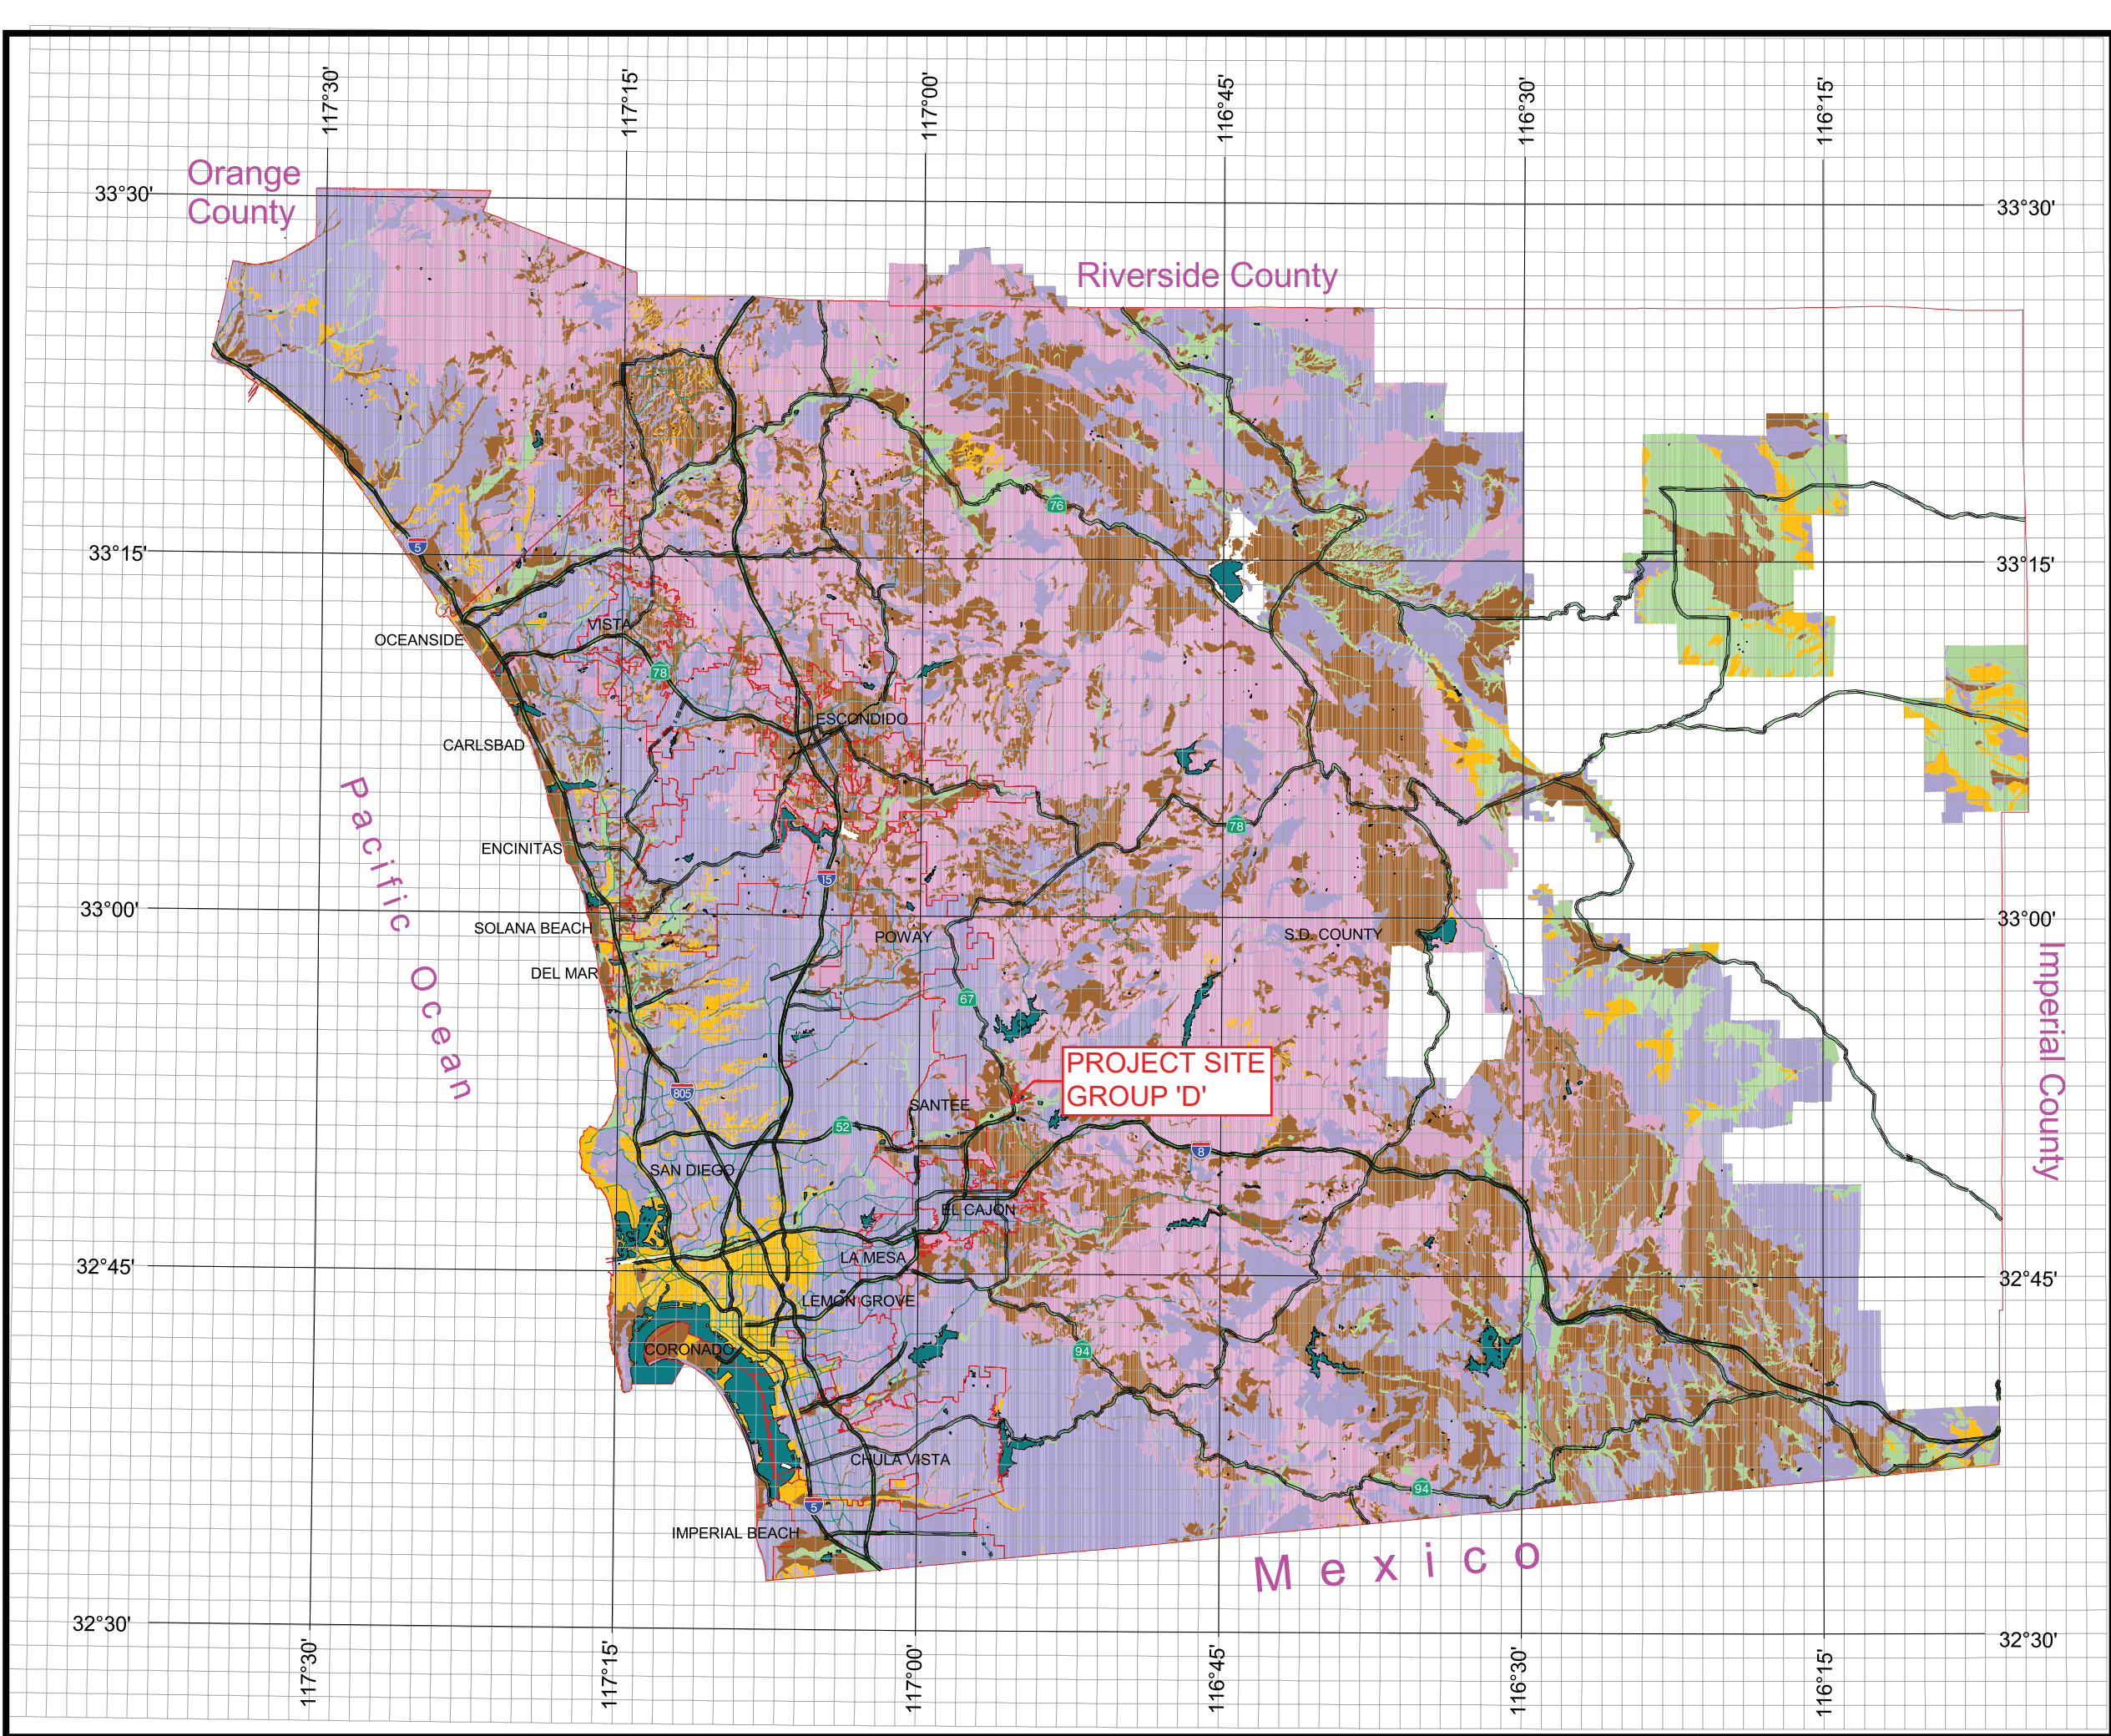 117°30'
117°15'
117°00'
116°45'
116°30'
116°15'
Orange
County
33°30'
33°30'
Riverside County
76
5
33°15'
33°15'
OCEANSIDE
VISTA
78
ESCONDIDO
CARLSBAD
78
ENCINITAS
15
Pacific Ocean
33°00'
33°00'
SOLANA BEACH
POWAY
S.D. COUNTY
DEL MAR
67
Imperial County
PROJECT SITE
GROUP 'D'
805
SANTEE
52
8
SAN DIEGO
EL CAJON
LA MESA
32°45'
32°45'
LEMON GROVE
CORONADO
94
CHULA VISTA
94
5
IMPERIAL BEACH
Mexico
32°30'
32°30'
117°30'
117°15'
117°00'
116°45'
116°30'
116°15'